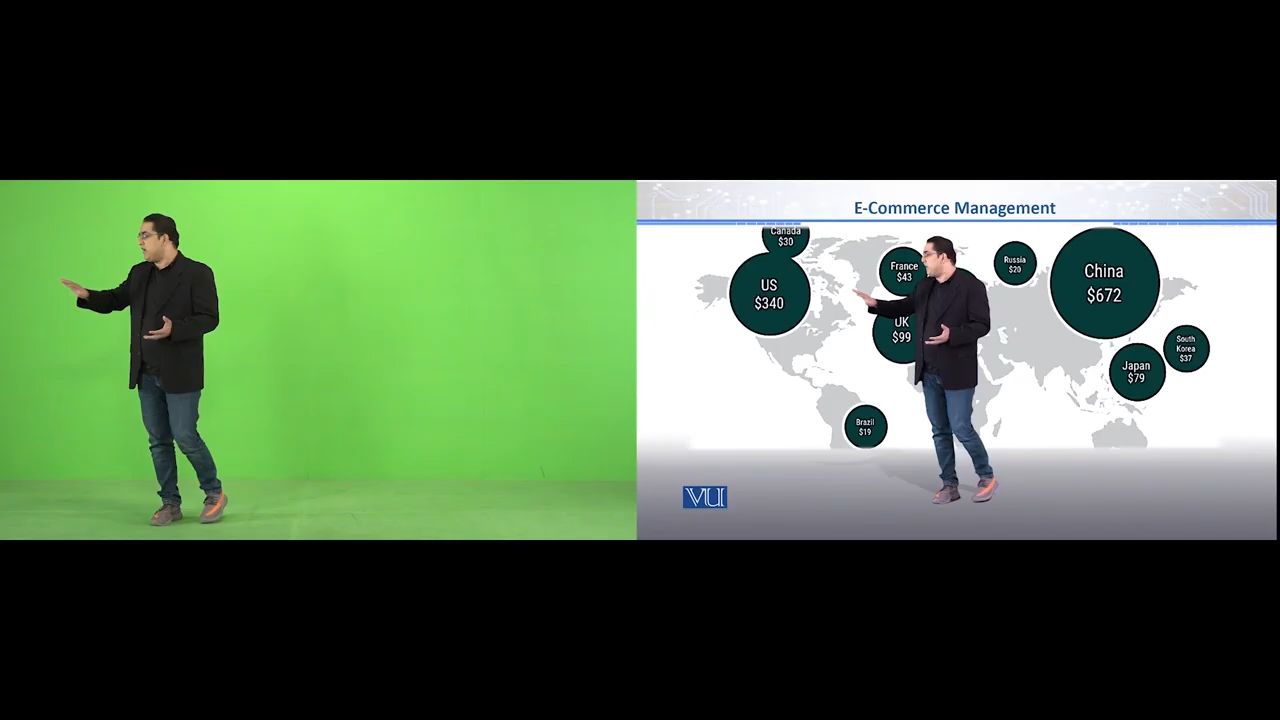 E-Commerce Management
Canada
$30
US
$340
France
$43
UK
$99
Russia
$20
China
$672
South
Korea
$37
Japan
$79
Brazil
$19
VU